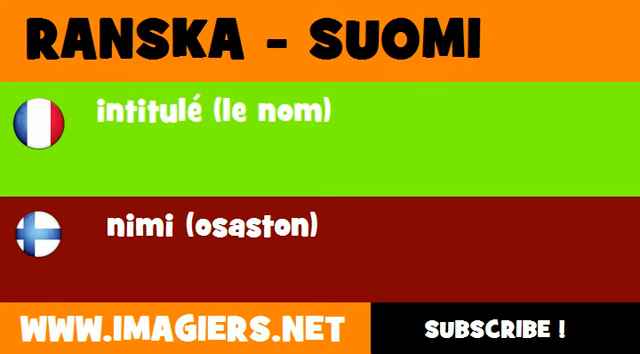 RANSKA - SUOMI
intitulé (le nom)
nimi (osaston)
WWW.IMAGIERS.NET
SUBSCRIBE !